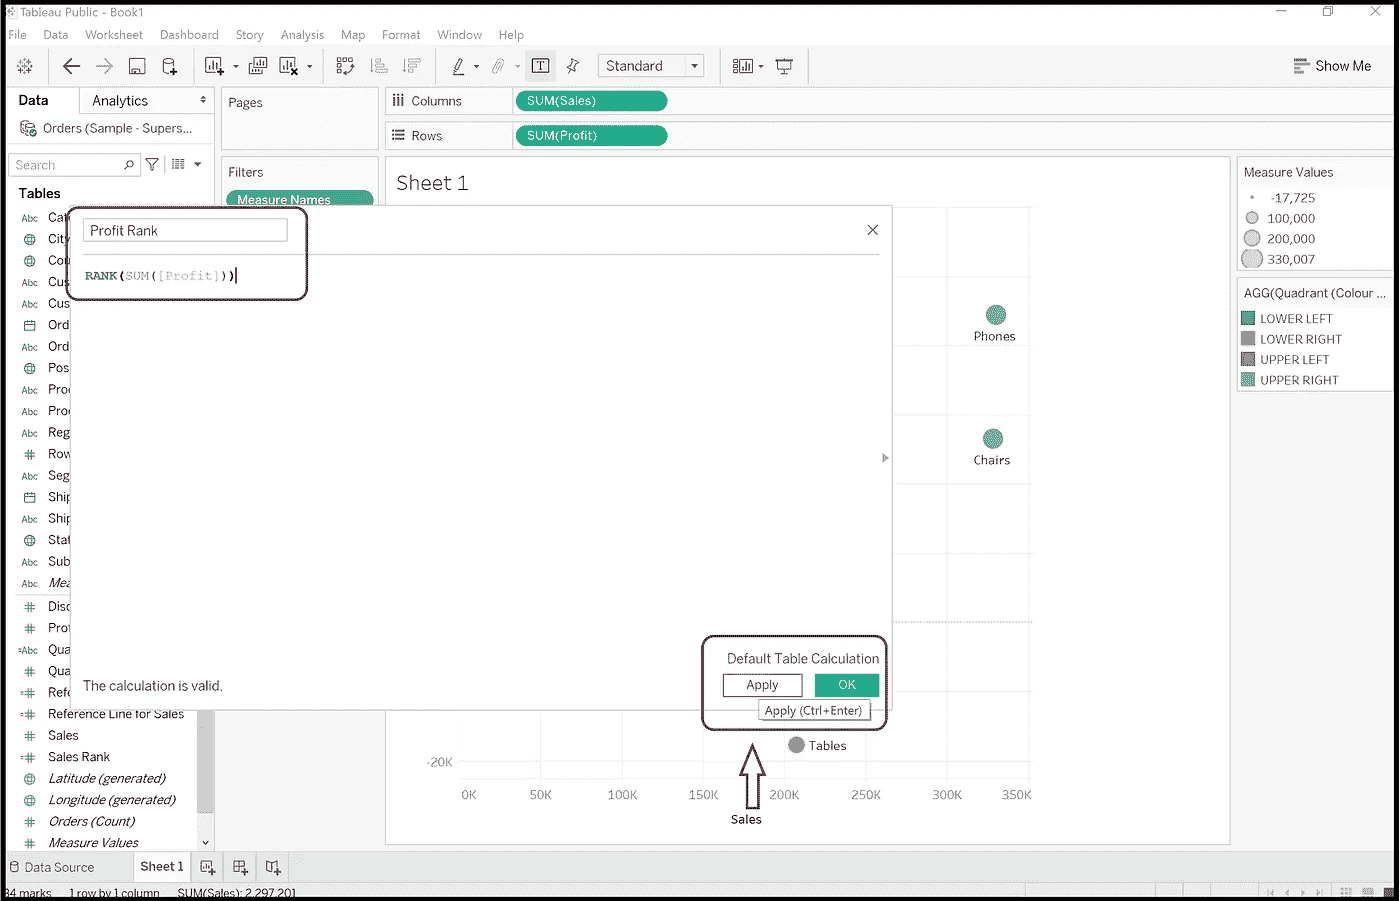 Tableau Public - Book1
File Data Worksheet Dashboard Story Analysis Map Format Window Help
Standard
Show Me
Data Analytics
Pages
Columns SUM(Sales)
Orders (Sample - Supers...
Rows SUM(Profit)
Search
Filters
Measure Names
Sheet 1
Measure Values
-17,725
100,000
200,000
330,007
AGG(Quadrant (Colour ...
LOWER LEFT
LOWER RIGHT
UPPER LEFT
UPPER RIGHT
Tables
Abc Cat
City
Cou
Abc Cus
Abc Cus
Ord
Abc Ord
Pos
Abc Proc
Abc Proc
Abc Reg
# Row
Abc Seg
Ship
Abc Ship
Stat
Abc Sub
Abc Mea
# Disc
# Prof
=Abc Qua
# Qua
=# Refe
=# Reference Line for Sales
# Sales
=# Sales Rank
Latitude (generated)
Longitude (generated)
# Orders (Count)
# Measure Values
Profit Rank
RANK(SUM([Profit]))
The calculation is valid.
Default Table Calculation
Apply OK
Apply (Ctrl+Enter)
Phones
Chairs
Tables
-20K
0K 50K 100K 150K 200K 250K 300K 350K
Sales
Data Source Sheet 1
34 marks 1 row by 1 column SUM(Sales): 2,297,201